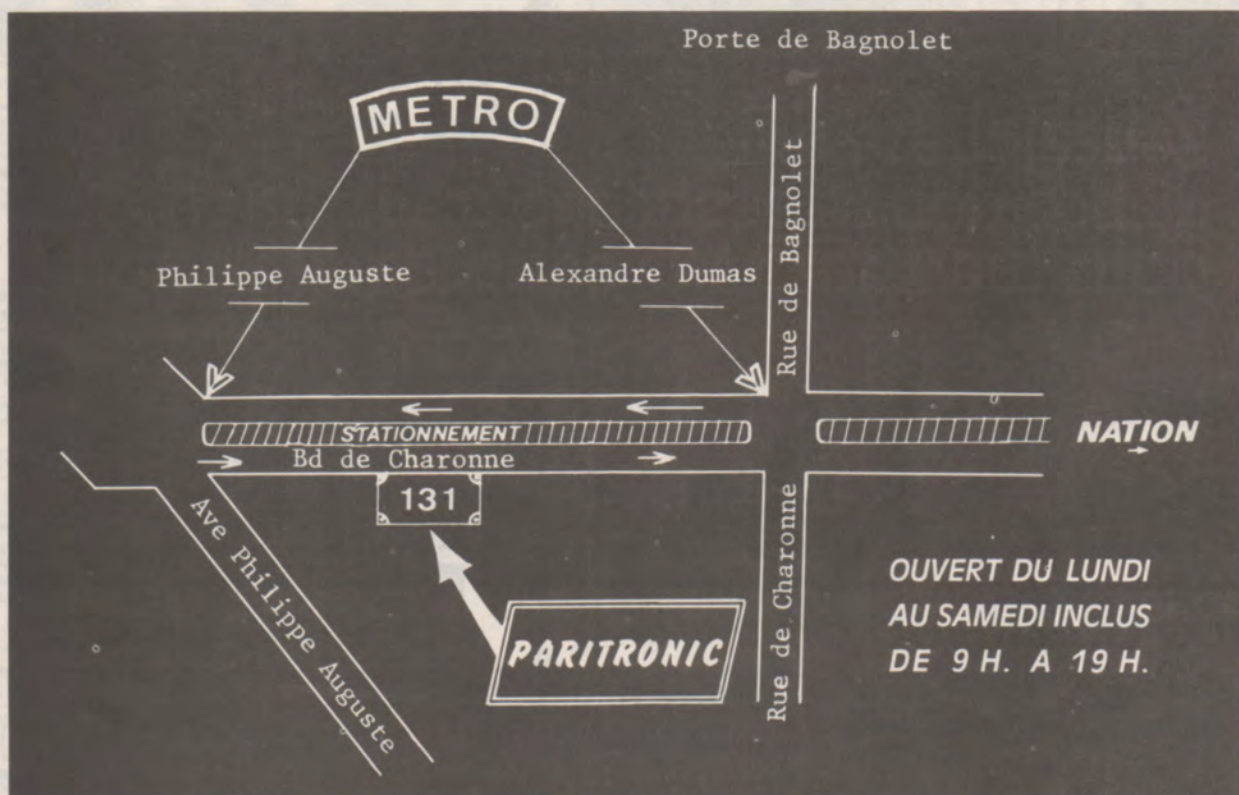 Porte de Bagnolet
METRO
Philippe Auguste
Alexandre Dumas
Rue de Bagnolet
STATIONNEMENT
NATION
Bd de Charonne
131
Ave Philippe Auguste
PARITRONIC
Rue de Charonne
OUVERT DU LUNDI
AU SAMEDI INCLUS
DE 9 H. A 19 H.